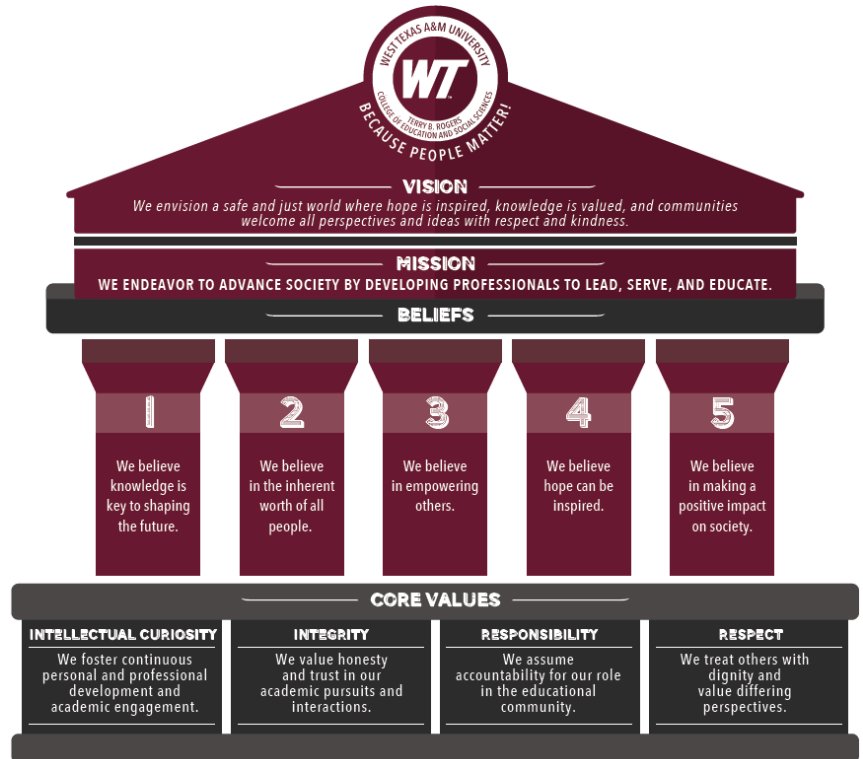 WEST TEXAS A&M UNIVERSITY
WT
TERRY B. ROGERS
COLLEGE OF EDUCATION AND SOCIAL SCIENCES
BECAUSE PEOPLE MATTER!
VISION
We envision a safe and just world where hope is inspired, knowledge is valued, and communities
welcome all perspectives and ideas with respect and kindness.
MISSION
WE ENDEAVOR TO ADVANCE SOCIETY BY DEVELOPING PROFESSIONALS TO LEAD, SERVE, AND EDUCATE.
BELIEFS
1
We believe
knowledge is
key to shaping
the future.
2
We believe
in the inherent
worth of all
people.
3
We believe
in empowering
others.
4
We believe
hope can be
inspired.
5
We believe
in making a
positive impact
on society.
CORE VALUES
INTELLECTUAL CURIOSITY
We foster continuous
personal and professional
development and
academic engagement.
INTEGRITY
We value honesty
and trust in our
academic pursuits and
interactions.
RESPONSIBILITY
We assume
accountability for our role
in the educational
community.
RESPECT
We treat others with
dignity and
value differing
perspectives.